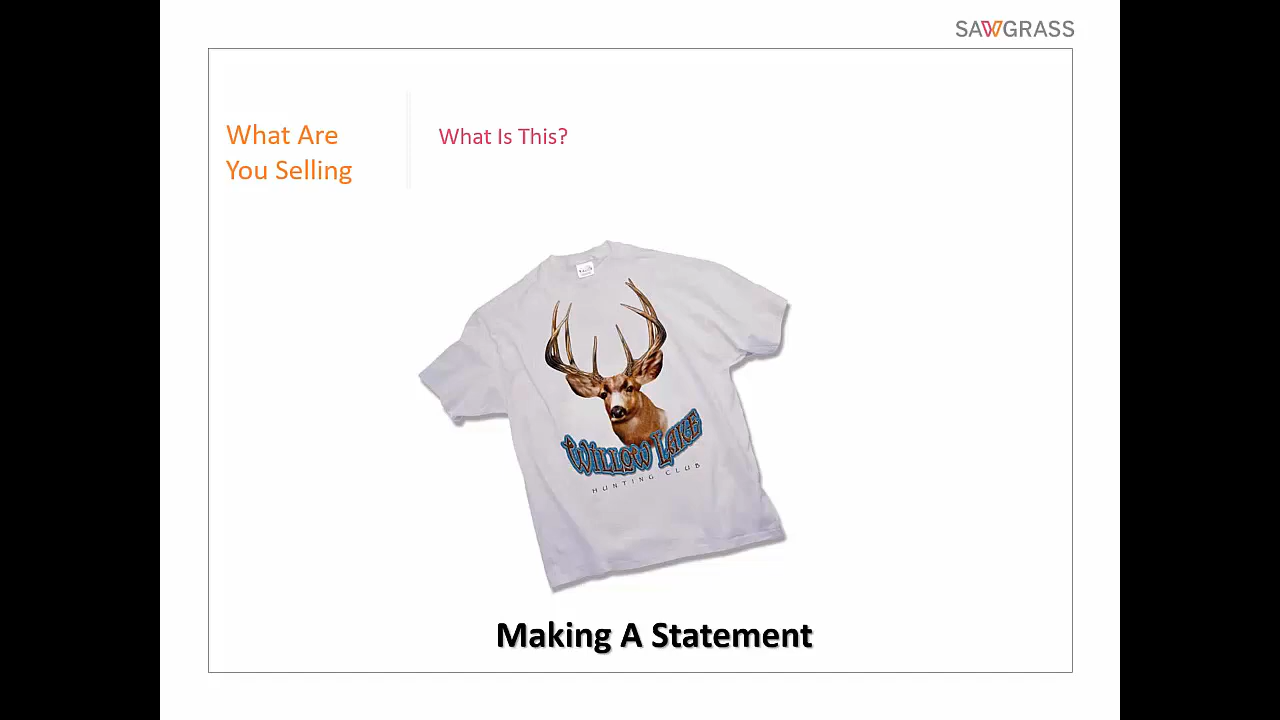 SAWGRASS
What Are
You Selling
What Is This?
WILLOW LAKE
HUNTING CLUB
Making A Statement